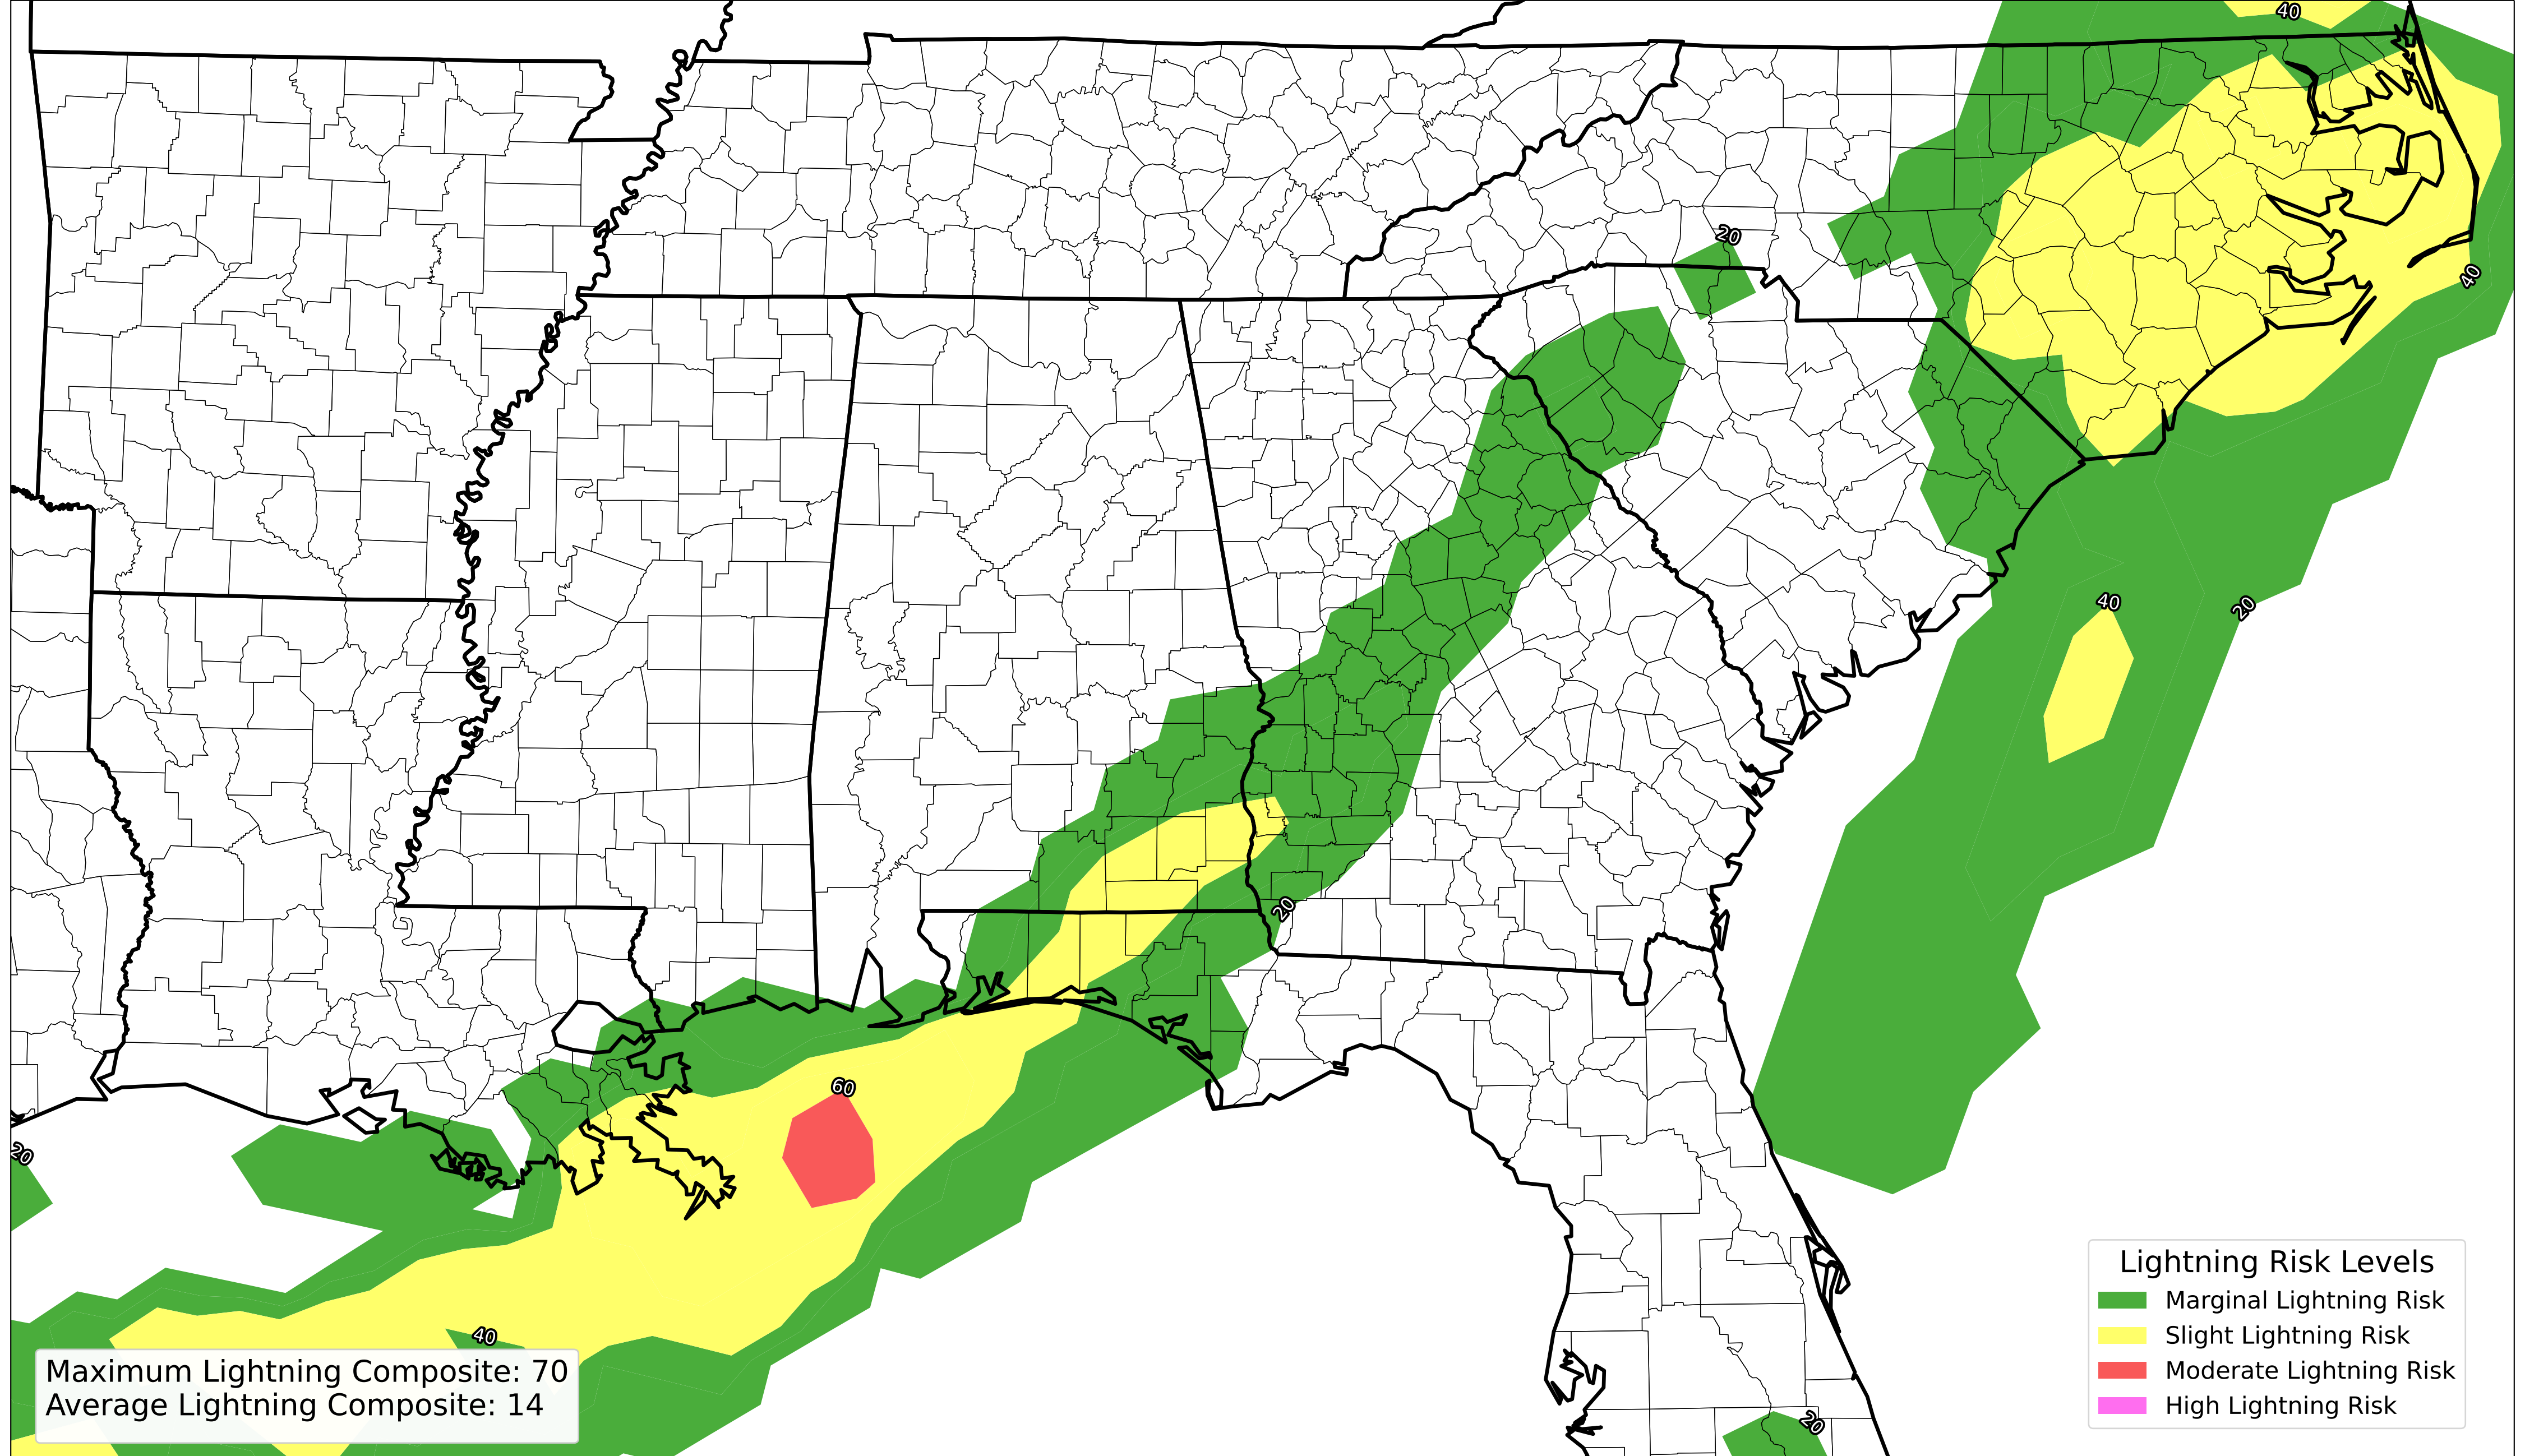 40
20
40
40
20
20
60
20
40
20
Maximum Lightning Composite: 70
Average Lightning Composite: 14
Lightning Risk Levels
Marginal Lightning Risk
Slight Lightning Risk
Moderate Lightning Risk
High Lightning Risk